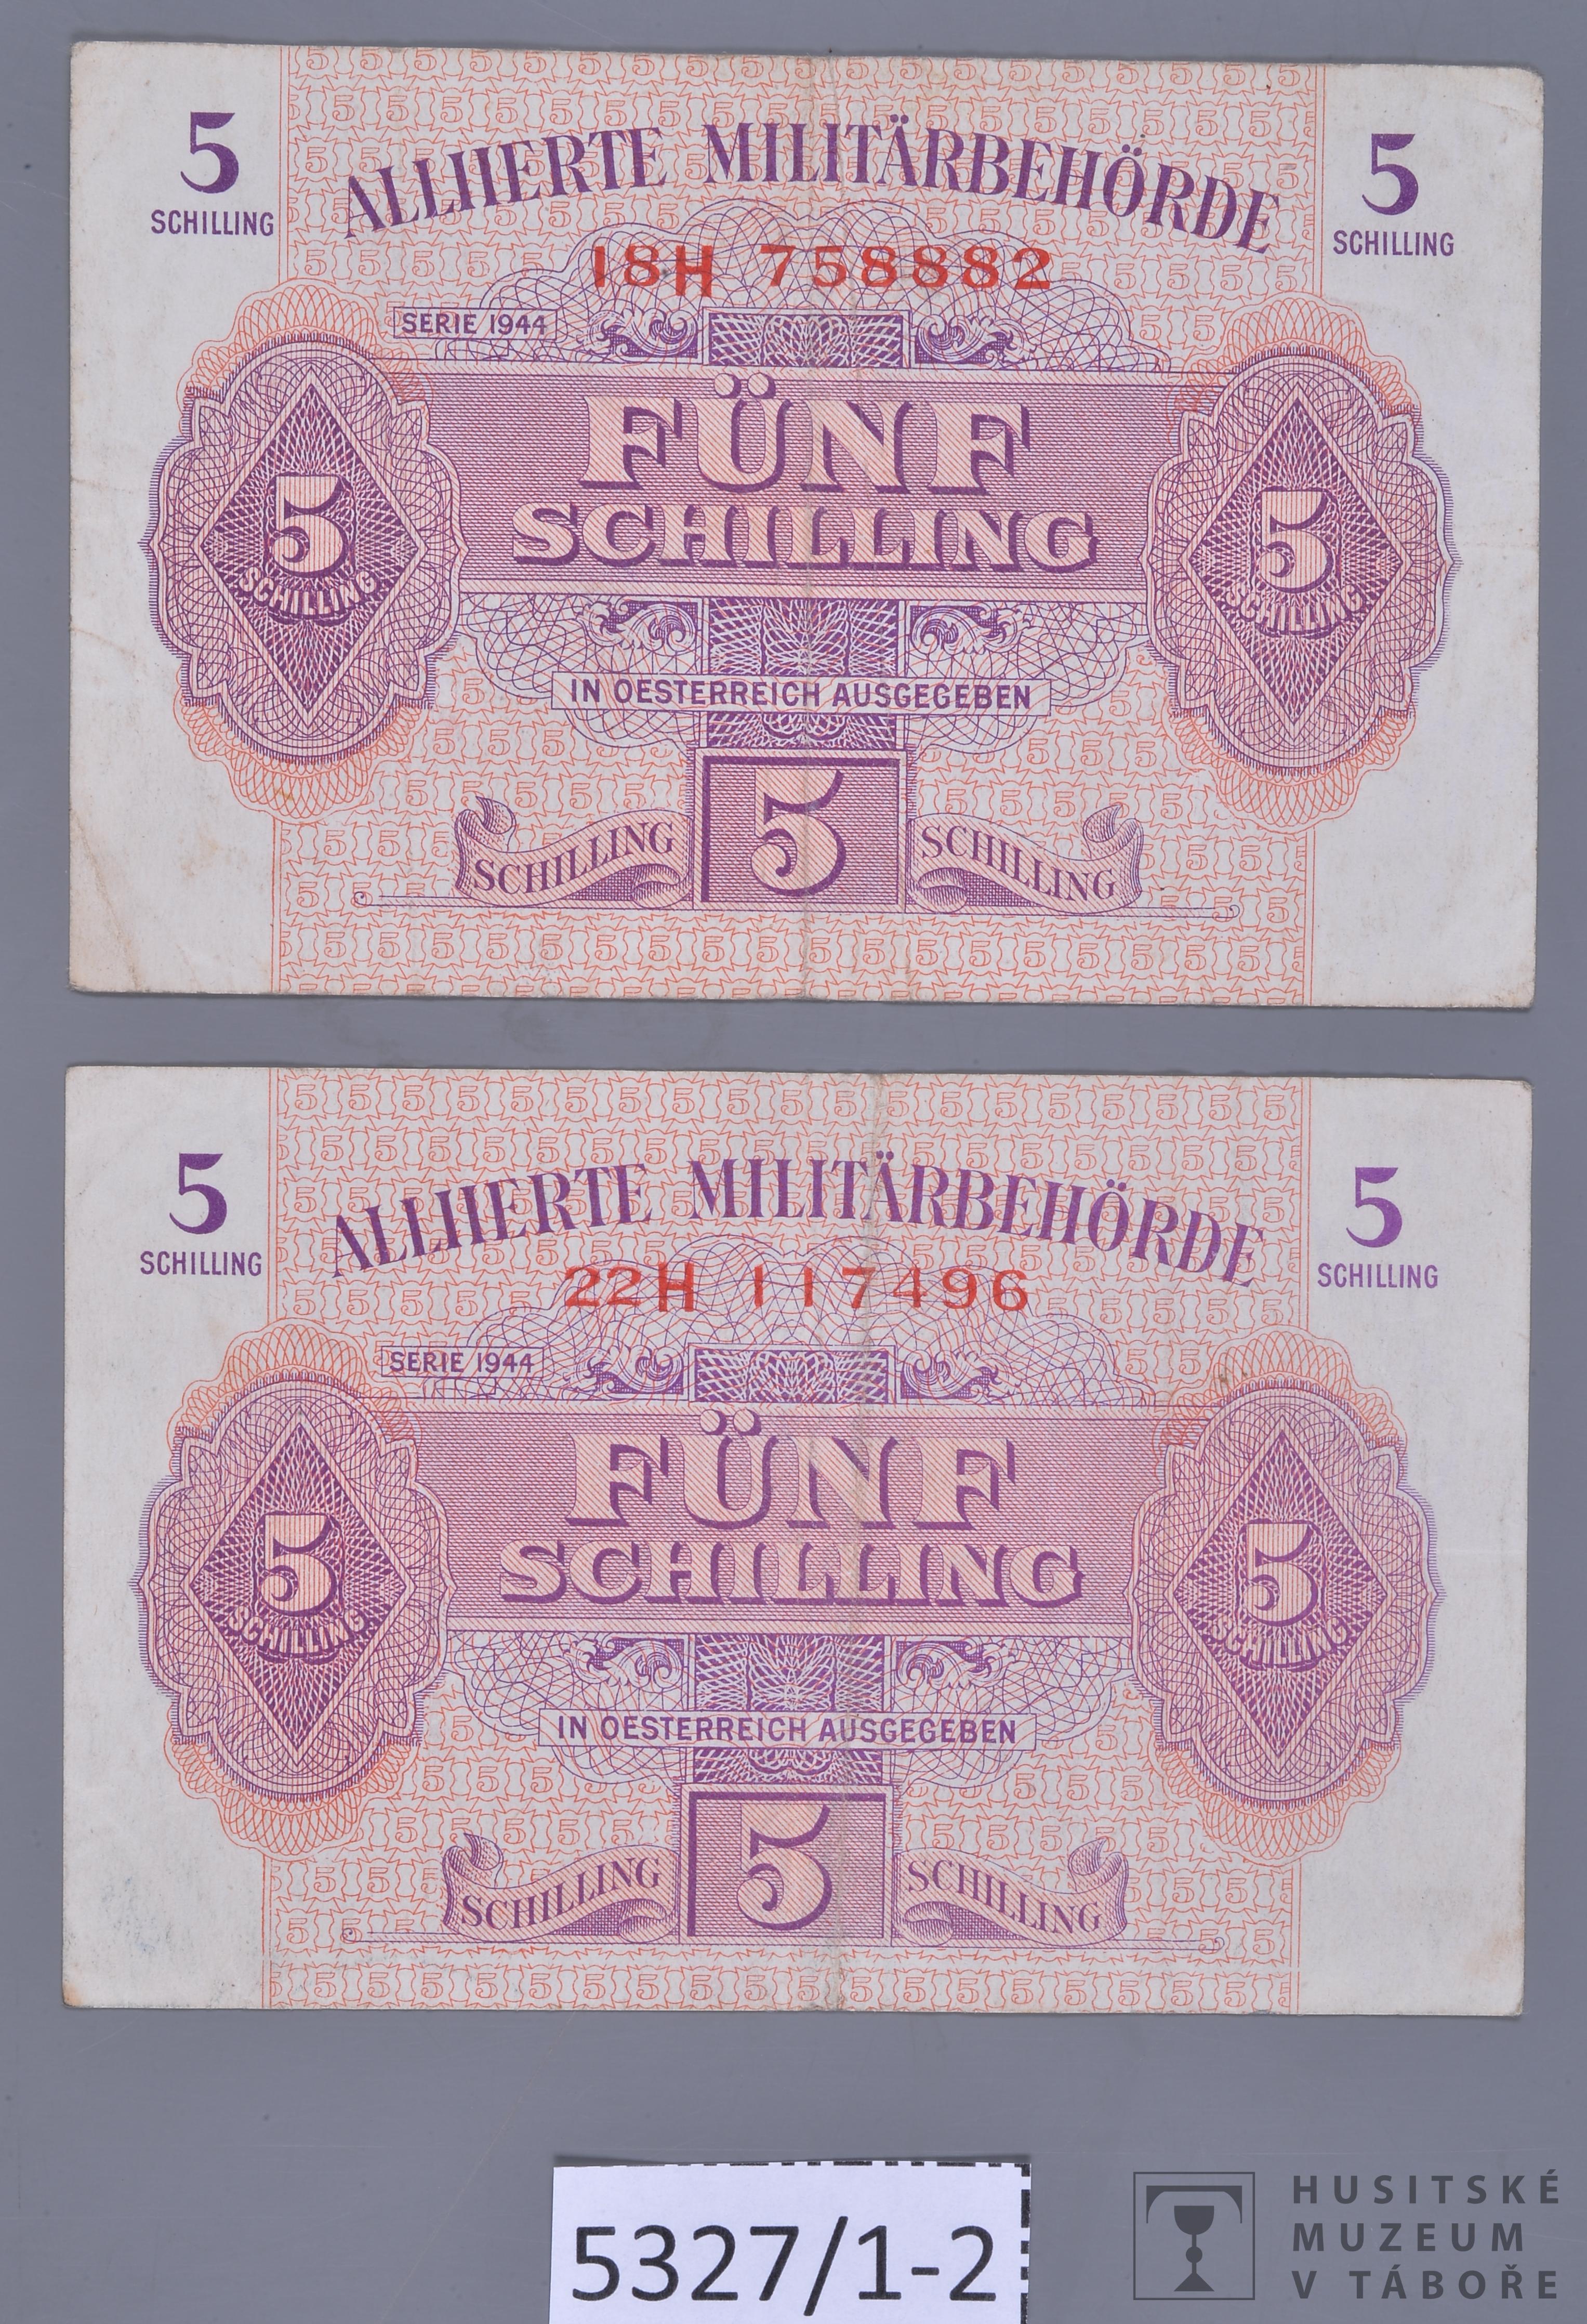 5
SCHILLING
ALLIIERTE MILITÄRBEHÖRDE
5
SCHILLING
18H 758882
SERIE 1944
FÜNF
SCHILLING
5
SCHILLING
5
SCHILLING
IN OESTERREICH AUSGEGEBEN
SCHILLING
5
SCHILLING
5
SCHILLING
ALLIIERTE MILITÄRBEHÖRDE
5
SCHILLING
22H 117496
SERIE 1944
FÜNF
SCHILLING
5
SCHILLING
5
SCHILLING
IN OESTERREICH AUSGEGEBEN
SCHILLING
5
SCHILLING
5327/1-2
HUSITSKÉ
MUZEUM
V TÁBOŘE